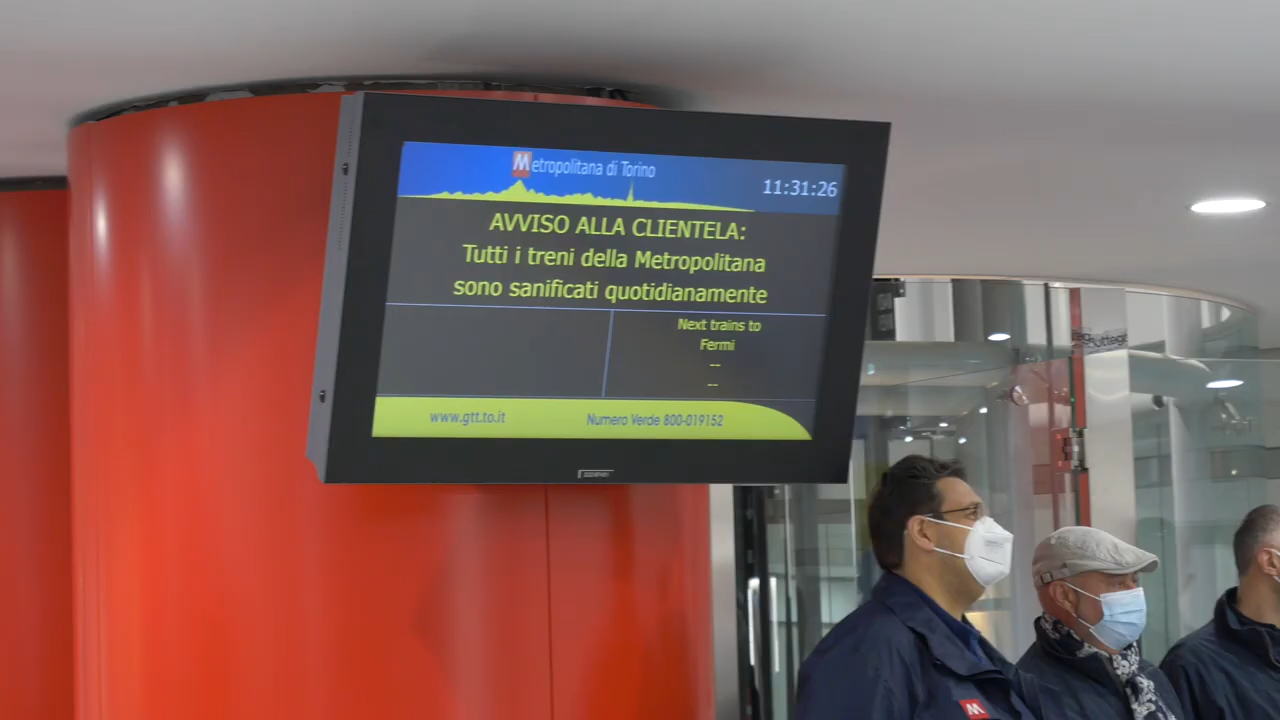 Metropolitana di Torino
11:31:26
AVVISO ALLA CLIENTELA:
Tutti i treni della Metropolitana
sono sanificati quotidianamente
Next trains to
Fermi
--
--
www.gtt.to.it
Numero Verde 800-019152
M